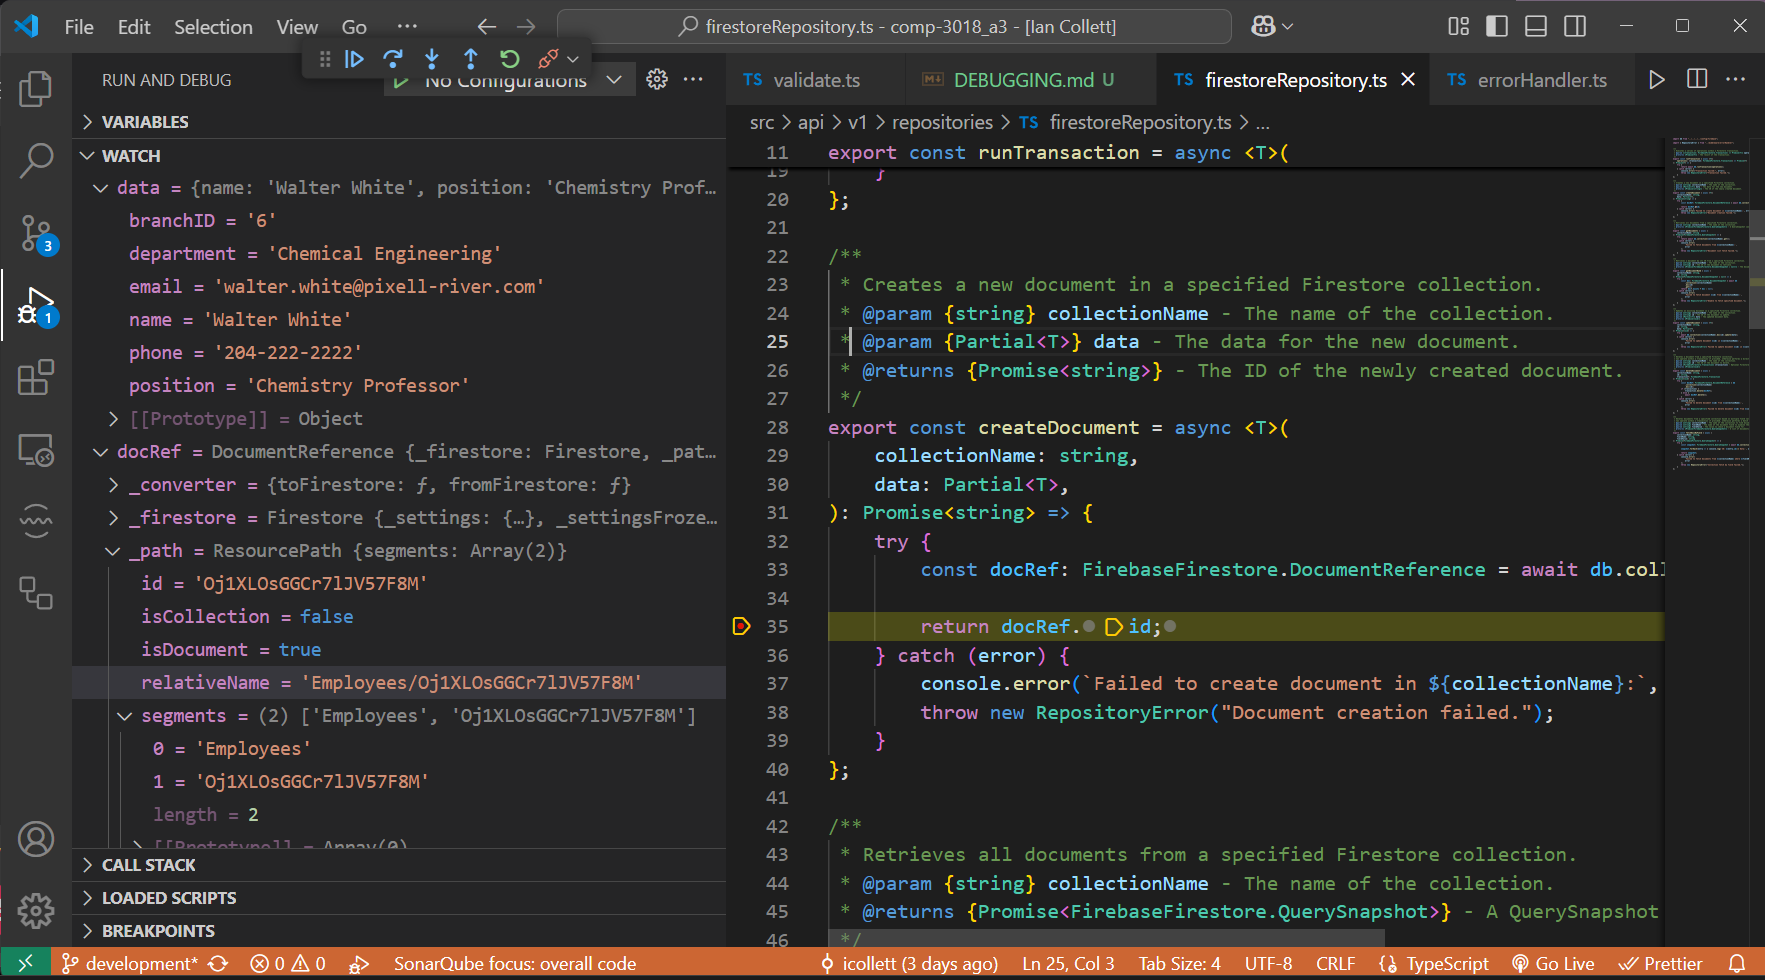 File Edit Selection View Go ··· firestoreRepository.ts - comp-3018_a3 - [Ian Collett]
RUN AND DEBUG
No Configurations
VARIABLES
WATCH
data = {name: 'Walter White', position: 'Chemistry Prof…
branchID = '6'
department = 'Chemical Engineering'
email = 'walter.white@pixell-river.com'
name = 'Walter White'
phone = '204-222-2222'
position = 'Chemistry Professor'
[[Prototype]] = Object
docRef = DocumentReference {_firestore: Firestore, _pat…
_converter = {toFirestore: ƒ, fromFirestore: ƒ}
_firestore = Firestore {_settings: {…}, _settingsFroze…
_path = ResourcePath {segments: Array(2)}
id = 'Oj1XLOsGGCr7lJV57F8M'
isCollection = false
isDocument = true
relativeName = 'Employees/Oj1XLOsGGCr7lJV57F8M'
segments = (2) ['Employees', 'Oj1XLOsGGCr7lJV57F8M']
0 = 'Employees'
1 = 'Oj1XLOsGGCr7lJV57F8M'
length = 2
[[Prototype]] = Array(0)
CALL STACK
LOADED SCRIPTS
BREAKPOINTS
3
1
TS validate.ts DEBUGGING.md U TS firestoreRepository.ts TS errorHandler.ts
src > api > v1 > repositories > TS firestoreRepository.ts > ...
11 export const runTransaction = async <T>(
19 }
20 };
21
22 /**
23 * Creates a new document in a specified Firestore collection.
24 * @param {string} collectionName - The name of the collection.
25 * @param {Partial<T>} data - The data for the new document.
26 * @returns {Promise<string>} - The ID of the newly created document.
27 */
28 export const createDocument = async <T>(
29 collectionName: string,
30 data: Partial<T>,
31 ): Promise<string> => {
32 try {
33 const docRef: FirebaseFirestore.DocumentReference = await db.coll
34
35 return docRef.id;
36 } catch (error) {
37 console.error(`Failed to create document in ${collectionName}:`,
38 throw new RepositoryError("Document creation failed.");
39 }
40 };
41
42 /**
43 * Retrieves all documents from a specified Firestore collection.
44 * @param {string} collectionName - The name of the collection.
45 * @returns {Promise<FirebaseFirestore.QuerySnapshot>} - A QuerySnapshot
46 */
development* 0 0 SonarQube focus: overall code icollett (3 days ago) Ln 25, Col 3 Tab Size: 4 UTF-8 CRLF {} TypeScript Go Live Prettier